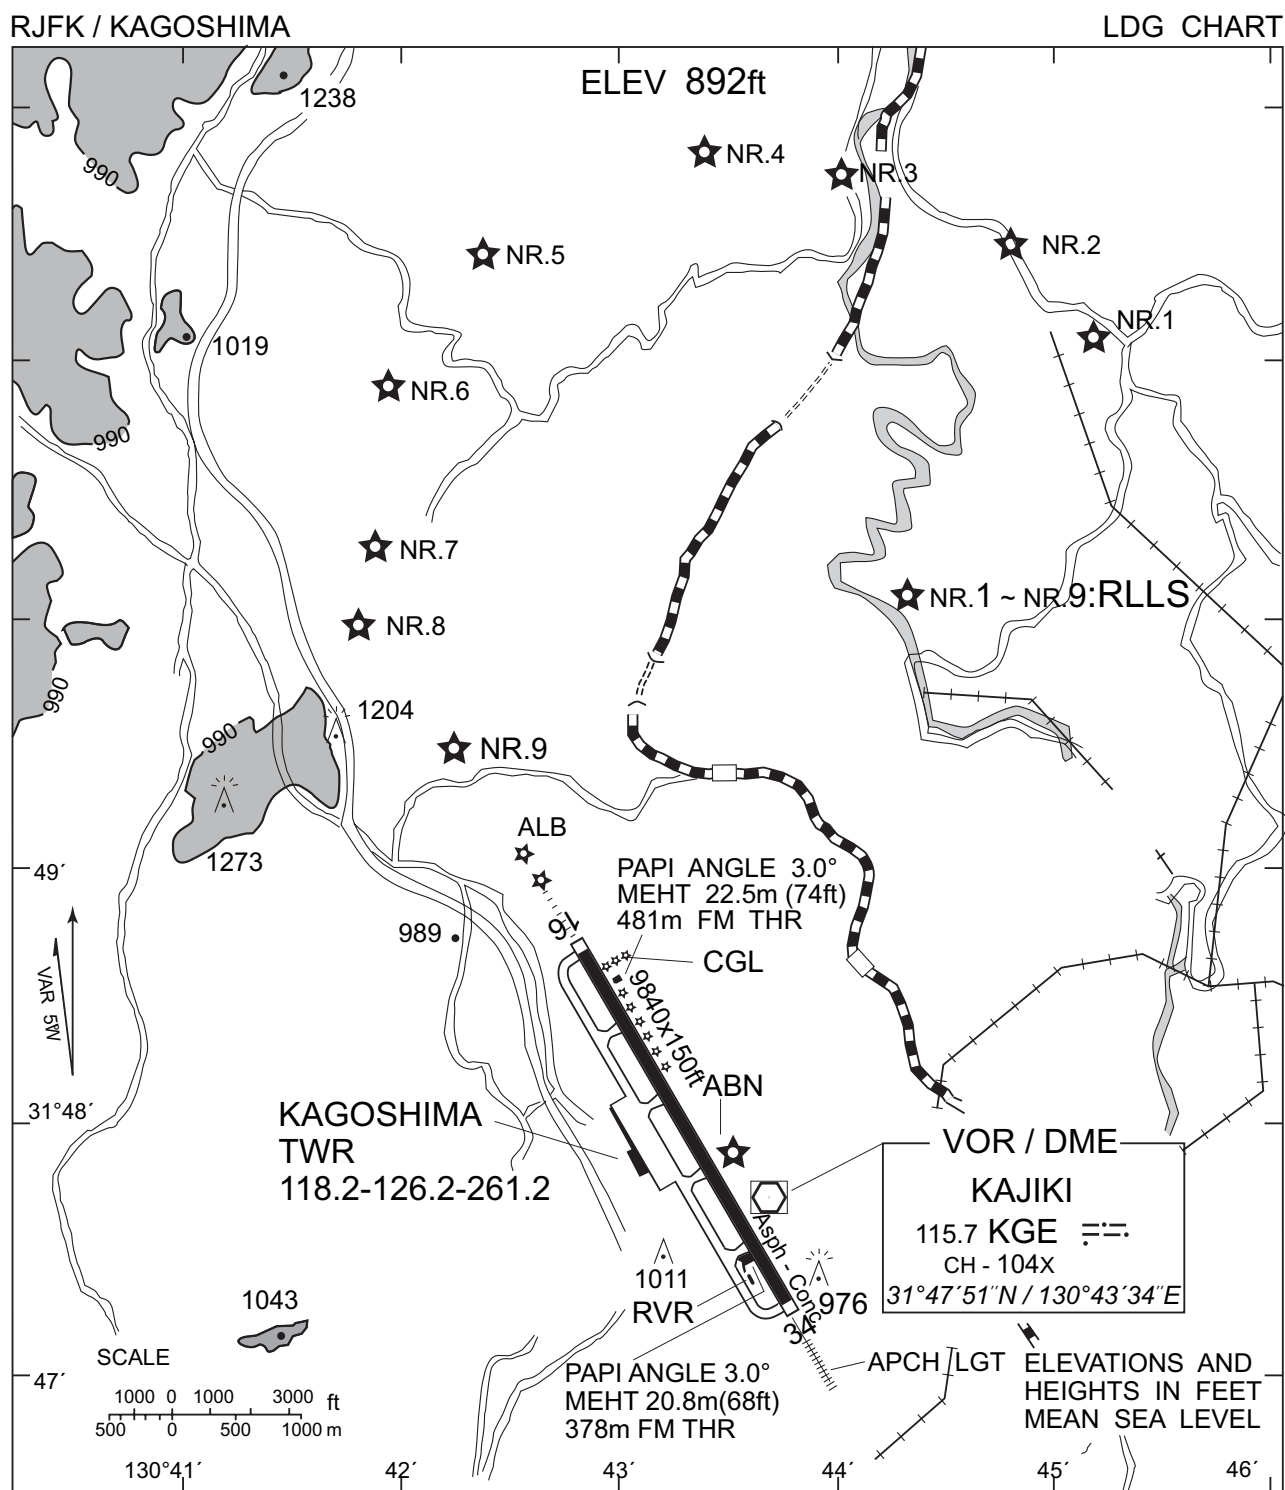 RJFK / KAGOSHIMA
LDG CHART
ELEV 892ft
1238
990
NR.4
NR.3
NR.5
NR.2
NR.1
1019
NR.6
990
NR.7
NR.1 ~ NR.9:RLLS
NR.8
990
1204
990
NR.9
1273
ALB
PAPI ANGLE 3.0°
MEHT 22.5m (74ft)
481m FM THR
49′
16
989
CGL
VAR 5W
9840x150ft
ABN
31°48′
KAGOSHIMA
TWR
118.2-126.2-261.2
VOR / DME
KAJIKI
115.7 KGE
CH - 104X
31°47′51″N / 130°43′34″E
Asph - Conc
1011
976
RVR
34
1043
SCALE
APCH LGT
ELEVATIONS AND
HEIGHTS IN FEET
MEAN SEA LEVEL
PAPI ANGLE 3.0°
MEHT 20.8m(68ft)
378m FM THR
47′
1000 0 1000 3000 ft
500 0 500 1000 m
130°41′ 42′ 43′ 44′ 45′ 46′